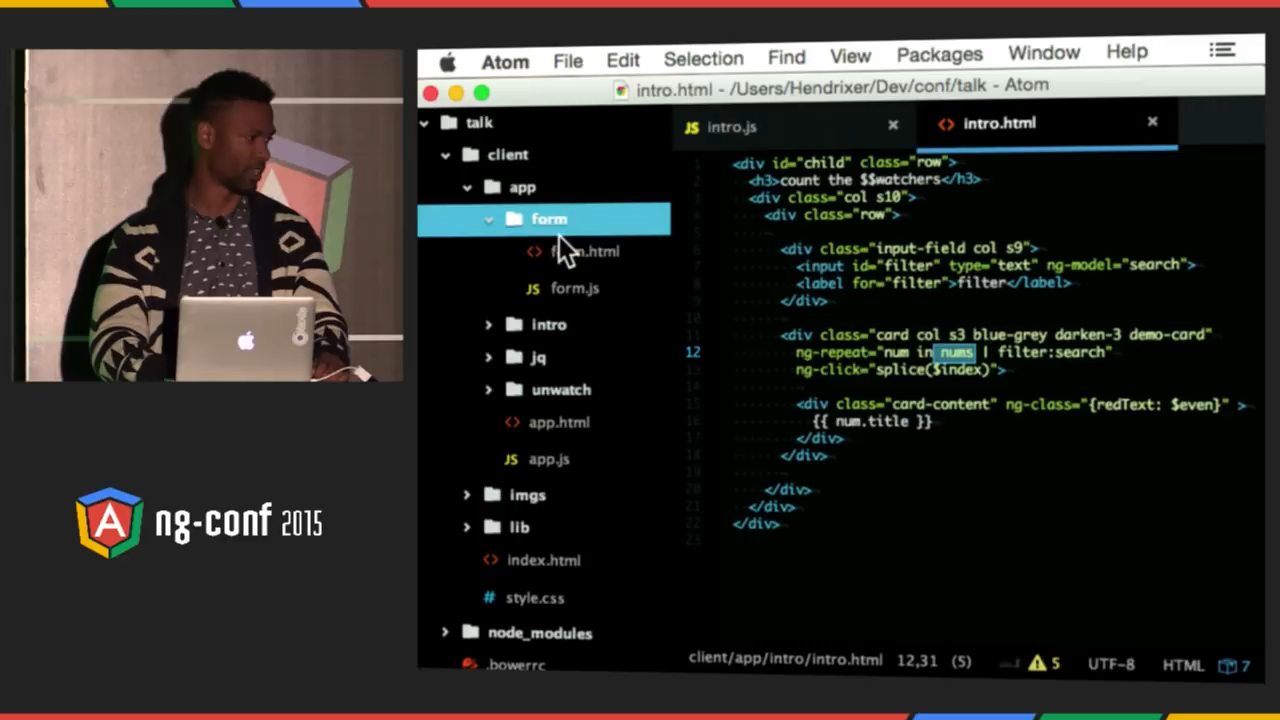 Atom File Edit Selection Find View Packages Window Help
intro.html - /Users/Hendrixer/Dev/conf/talk - Atom
talk
client
app
form
form.js
intro
jq
unwatch
app.html
app.js
imgs
lib
index.html
style.css
node_modules
.bowerrc
JS intro.js
<> intro.html
<div id="child" class="row">
<h3>count the $$watchers</h3>
<div class="col s10">
<div class="row">
<div class="input-field col s9">
<input id="filter" type="text" ng-model="search">
<label for="filter">filter</label>
</div>
<div class="card col s3 blue-grey darken-3 demo-card"
12 ng-repeat="num in nums | filter:search"
ng-click="splice($index)">
<div class="card-content" ng-class="{redText: $even}" >
{{ num.title }}
</div>
</div>
</div>
</div>
</div>
client/app/intro/intro.html 12,31 (5) 5 UTF-8 HTML 7
ng-conf 2015